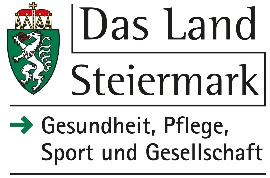 Das Land
Steiermark
→ Gesundheit, Pflege,
Sport und Gesellschaft